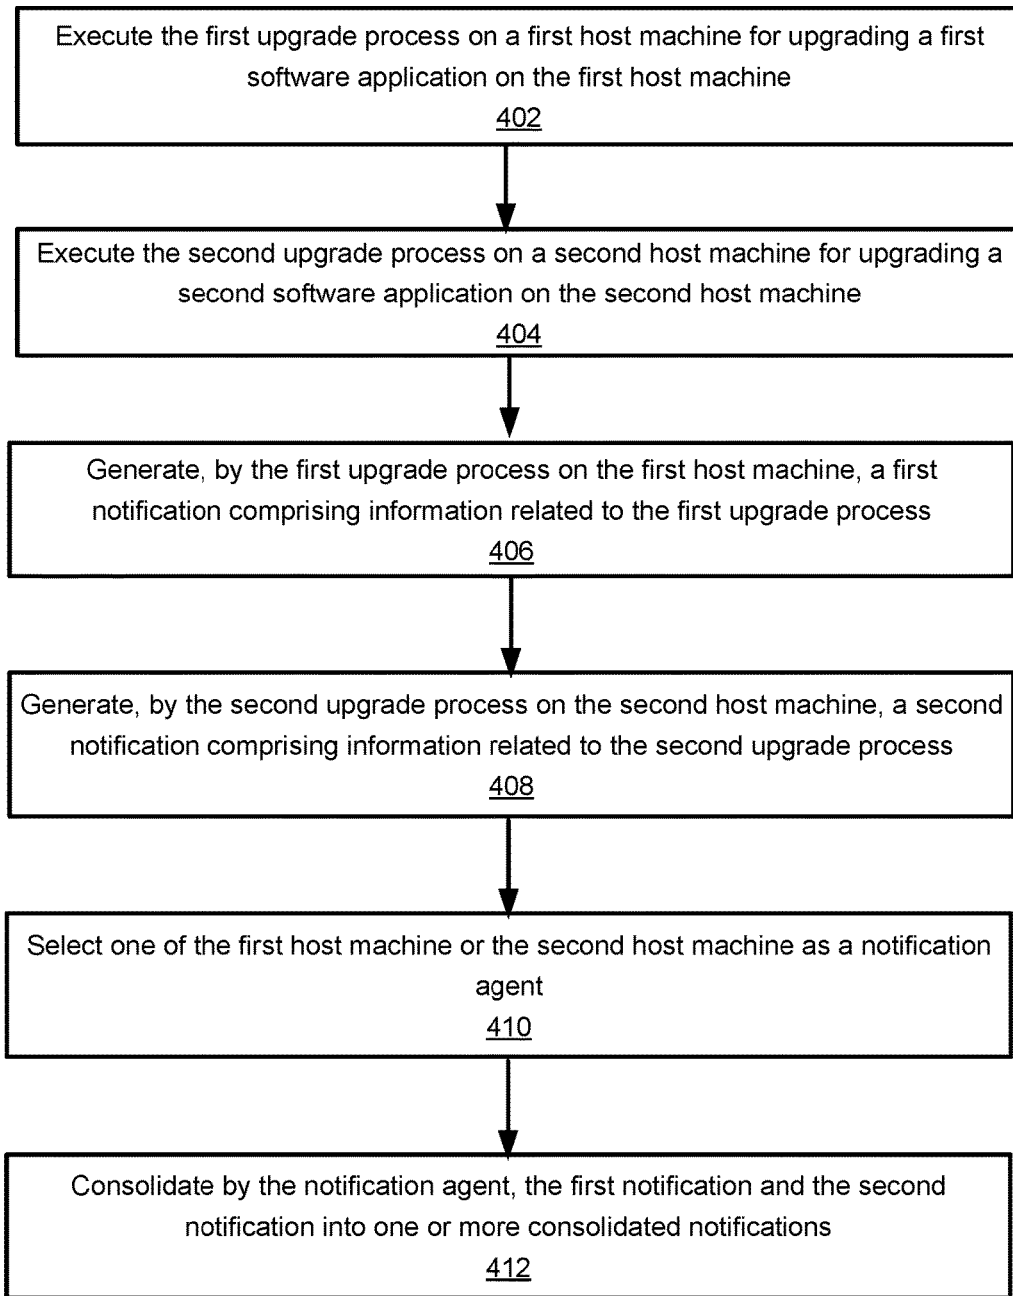 Execute the first upgrade process on a first host machine for upgrading a first
software application on the first host machine
402
Execute the second upgrade process on a second host machine for upgrading a
second software application on the second host machine
404
Generate, by the first upgrade process on the first host machine, a first
notification comprising information related to the first upgrade process
406
Generate, by the second upgrade process on the second host machine, a second
notification comprising information related to the second upgrade process
408
Select one of the first host machine or the second host machine as a notification
agent
410
Consolidate by the notification agent, the first notification and the second
notification into one or more consolidated notifications
412